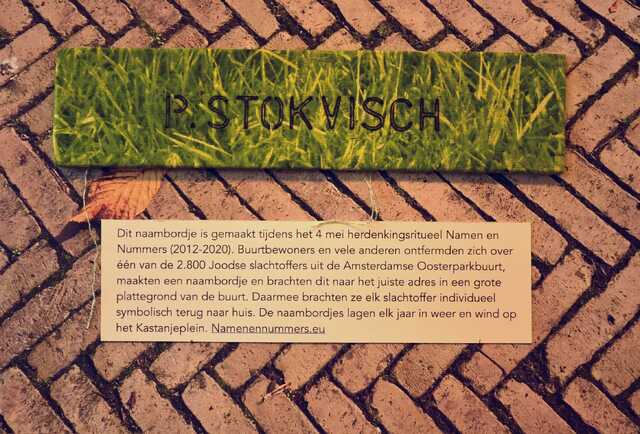 P. STOKVISCH
Dit naambordje is gemaakt tijdens het 4 mei herdenkingsritueel Namen en
Nummers (2012-2020). Buurtbewoners en vele anderen ontfermden zich over
één van de 2.800 Joodse slachtoffers uit de Amsterdamse Oosterparkbuurt,
maakten een naambordje en brachten dit naar het juiste adres in een grote
plattegrond van de buurt. Daarmee brachten ze elk slachtoffer individueel
symbolisch terug naar huis. De naambordjes lagen elk jaar in weer en wind op
het Kastanjeplein. Namenennummers.eu